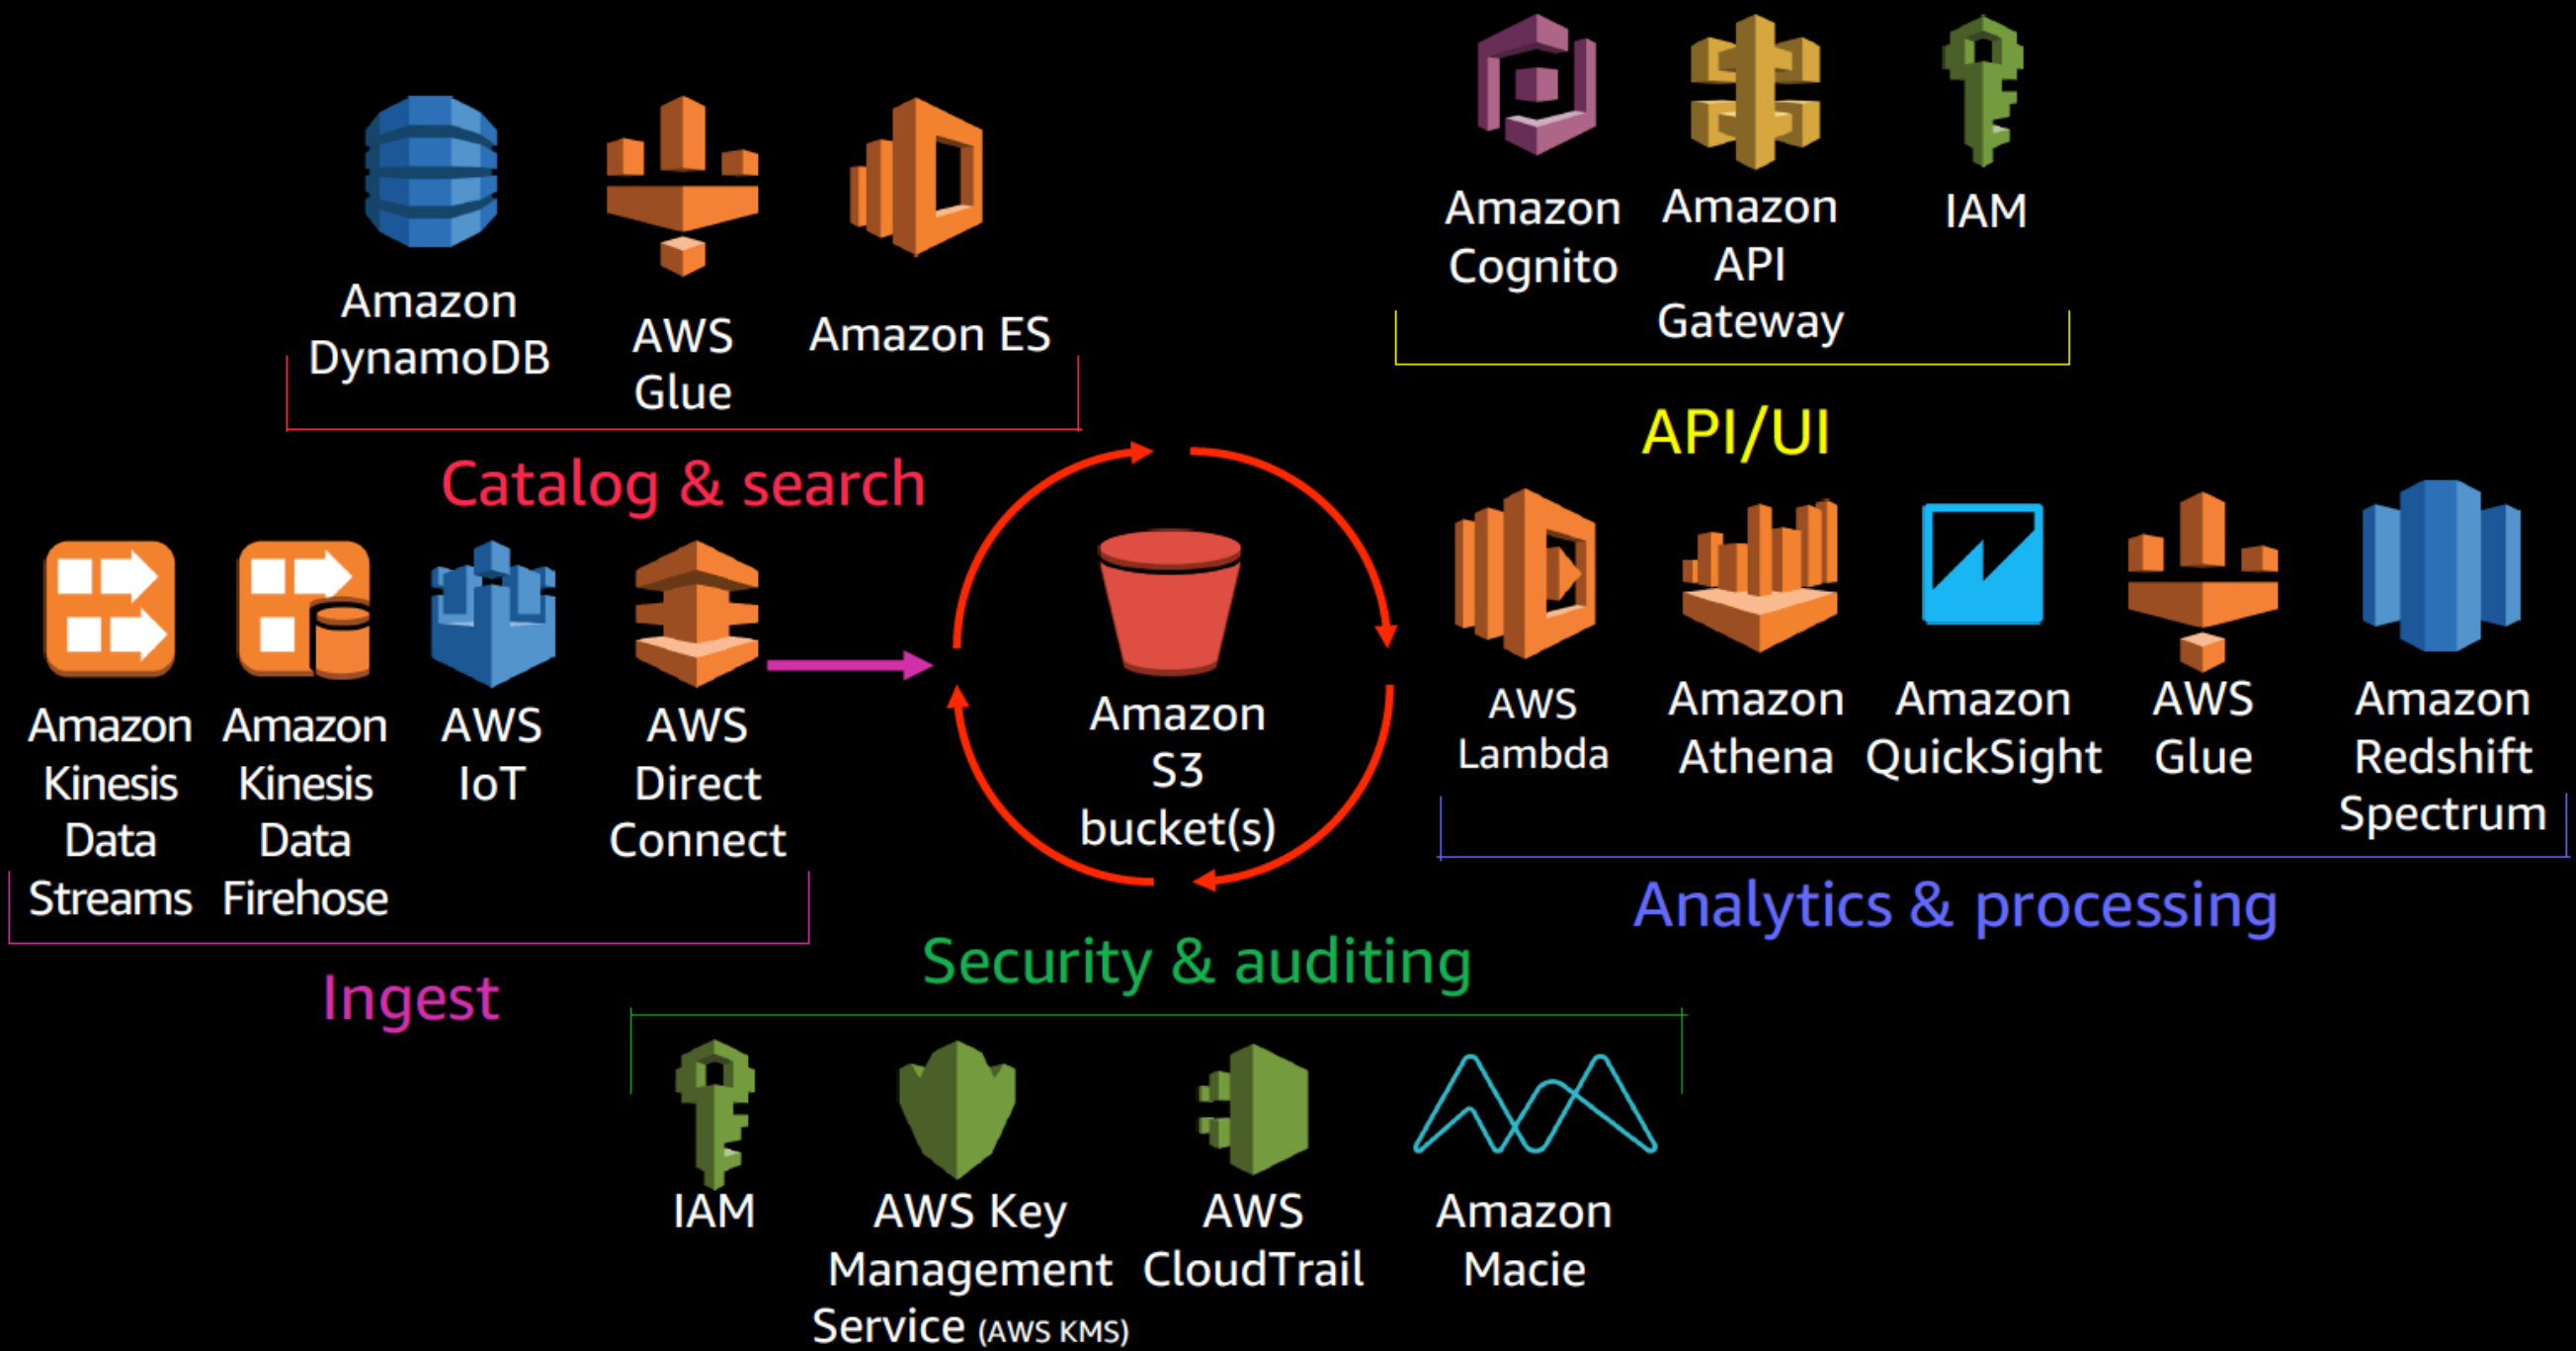 Amazon
DynamoDB
AWS
Glue
Amazon ES
Catalog & search
Amazon
Cognito
Amazon
API
Gateway
IAM
API/UI
Amazon
Kinesis
Data
Streams
Amazon
Kinesis
Data
Firehose
AWS
IoT
AWS
Direct
Connect
Ingest
Amazon
S3
bucket(s)
AWS
Lambda
Amazon
Athena
Amazon
QuickSight
AWS
Glue
Amazon
Redshift
Spectrum
Analytics & processing
Security & auditing
IAM
AWS Key
Management
Service (AWS KMS)
AWS
CloudTrail
Amazon
Macie